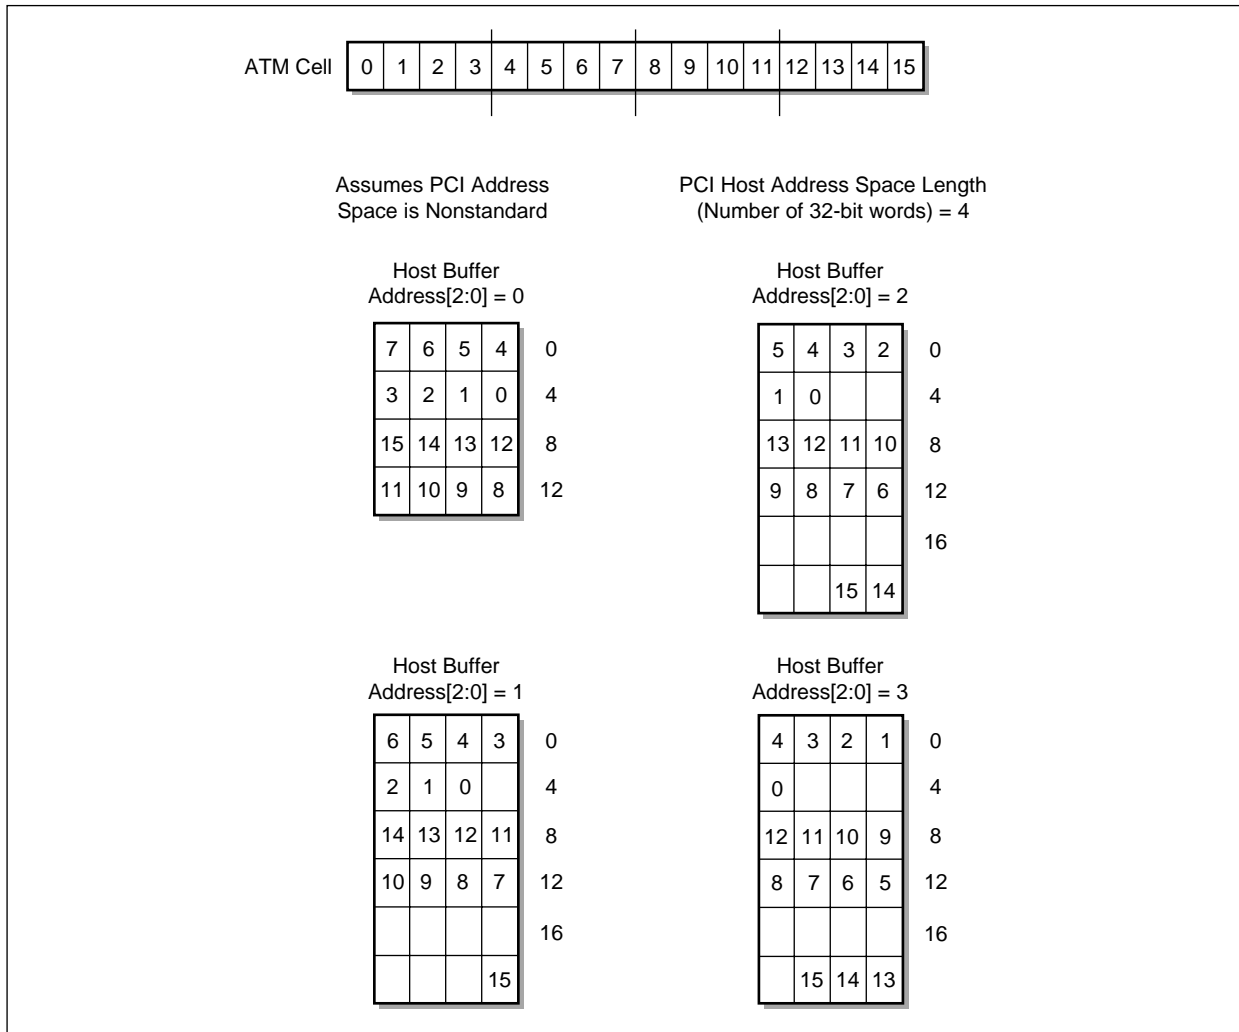 ATM Cell 0 1 2 3 4 5 6 7 8 9 10 11 12 13 14 15
Assumes PCI Address
Space is Nonstandard
PCI Host Address Space Length
(Number of 32-bit words) = 4
Host Buffer
Address[2:0] = 0
7 6 5 4 0
3 2 1 0 4
15 14 13 12 8
11 10 9 8 12
Host Buffer
Address[2:0] = 2
5 4 3 2 0
1 0 4
13 12 11 10 8
9 8 7 6 12
16
15 14
Host Buffer
Address[2:0] = 1
6 5 4 3 0
2 1 0 4
14 13 12 11 8
10 9 8 7 12
16
15
Host Buffer
Address[2:0] = 3
4 3 2 1 0
0 4
12 11 10 9 8
8 7 6 5 12
16
15 14 13